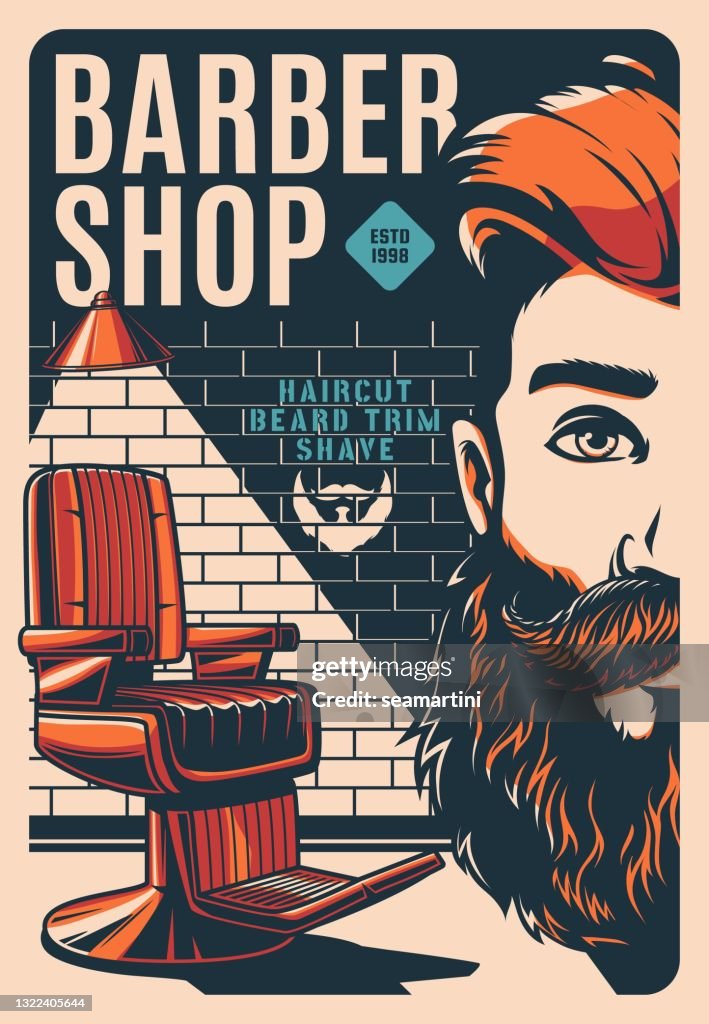 BARBER
SHOP
ESTD
1998
HAIRCUT
BEARD TRIM
SHAVE
gettyimages
Credit: seamartini
1322405644